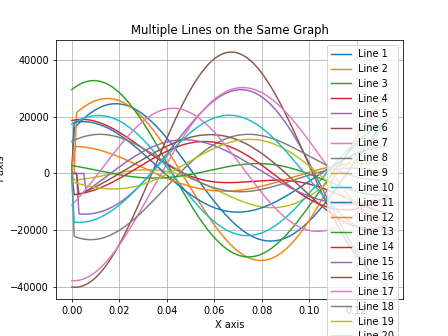 Multiple Lines on the Same Graph
40000
20000
0
−20000
−40000
0.00
0.02
0.04
0.06
0.08
0.10
X axis
Line 1
Line 2
Line 3
Line 4
Line 5
Line 6
Line 7
Line 8
Line 9
Line 10
Line 11
Line 12
Line 13
Line 14
Line 15
Line 16
Line 17
Line 18
Line 19
Line 20